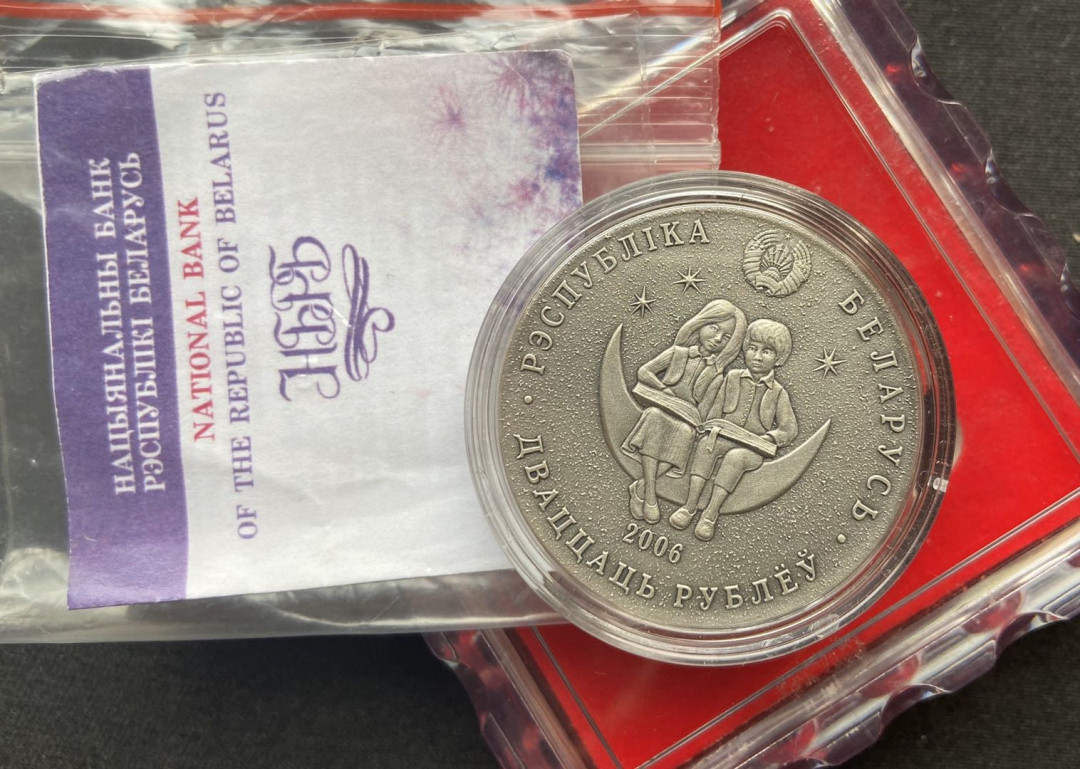 НАЦЫЯНАЛЬНЫ БАНК
РЭСПУБЛІКІ БЕЛАРУСЬ
NATIONAL BANK
OF THE REPUBLIC OF BELARUS
НБРБ
РЭСПУБЛІКА БЕЛАРУСЬ
2006
· ДВАЦЦАЦЬ РУБЛЁЎ ·